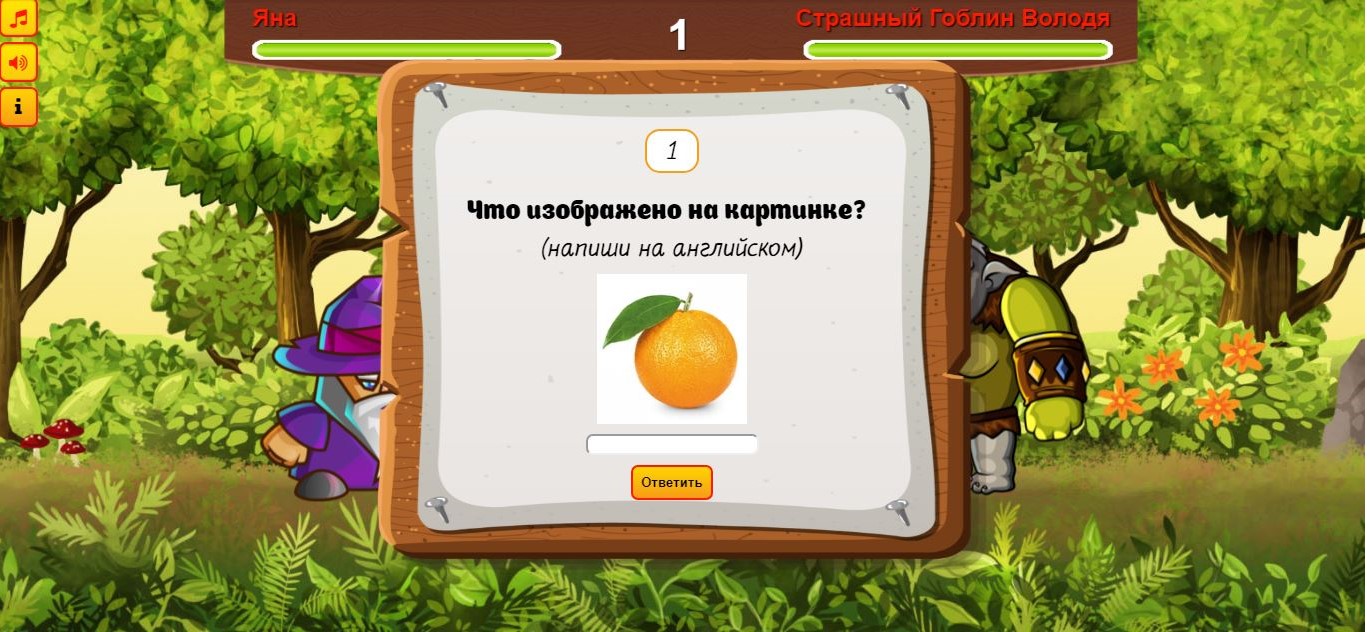 Яна
1
Страшный Гоблин Володя
i
1
Что изображено на картинке?
(напиши на английском)
Ответить